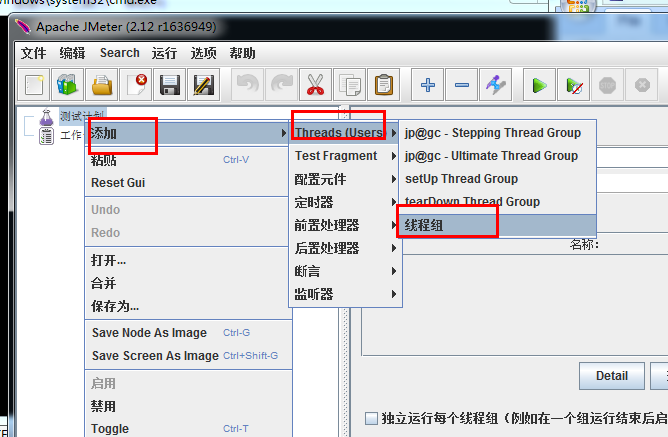 \windows\system32\cmd.exe
Apache JMeter (2.12 r1636949)
文件 编辑 Search 运行 选项 帮助
测试计划
工作
添加
粘贴 Ctrl-V
Reset Gui
Undo
Redo
打开...
合并
保存为...
Save Node As Image Ctrl-G
Save Screen As Image Ctrl+Shift-G
启用
禁用
Toggle Ctrl-T
Threads (Users)
Test Fragment
配置元件
定时器
前置处理器
后置处理器
断言
监听器
jp@gc - Stepping Thread Group
jp@gc - Ultimate Thread Group
setUp Thread Group
tearDown Thread Group
线程组
名称：
Detail
独立运行每个线程组（例如在一个组运行结束后启